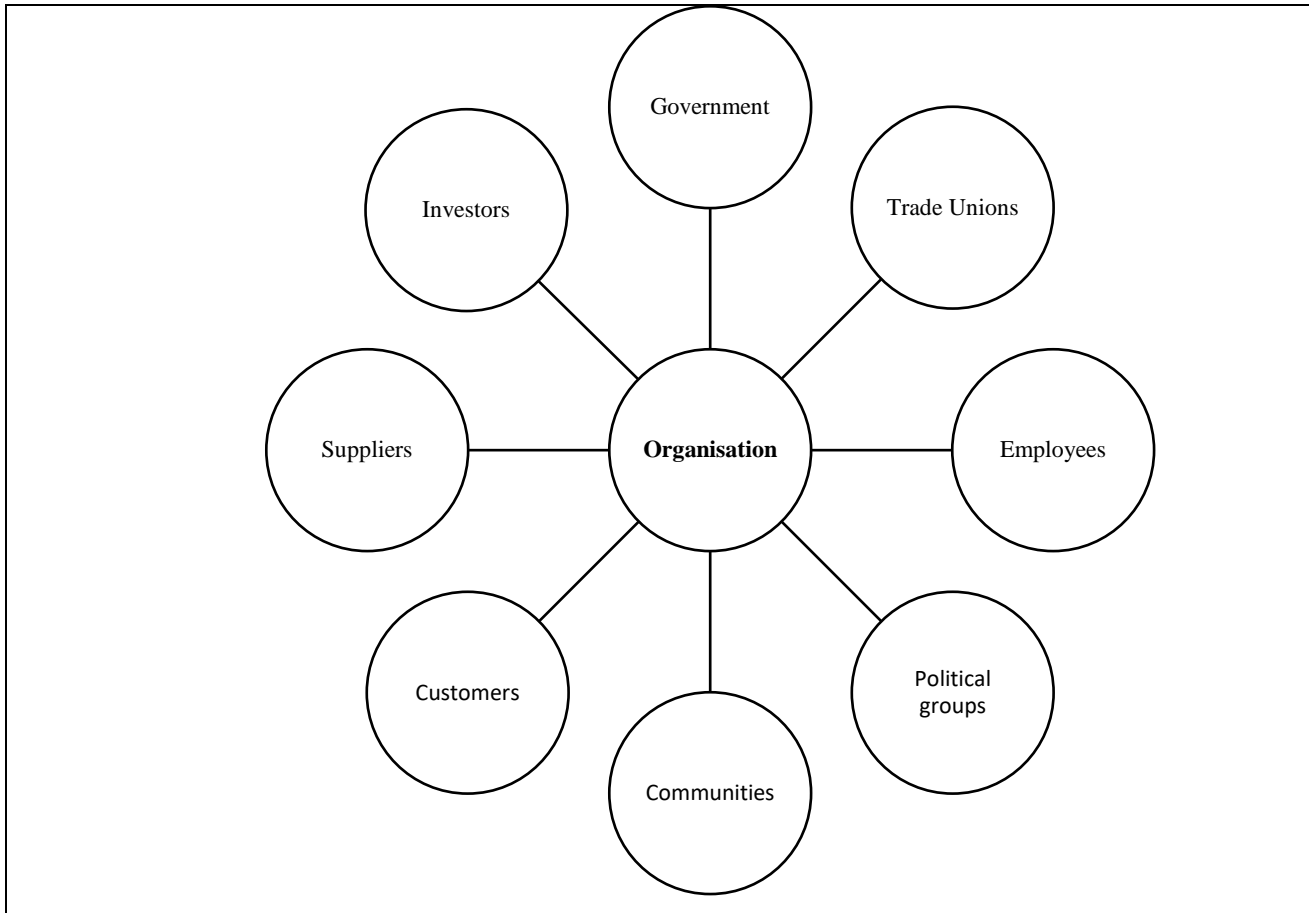 Government
Investors
Trade Unions
Suppliers
Organisation
Employees
Customers
Political
groups
Communities